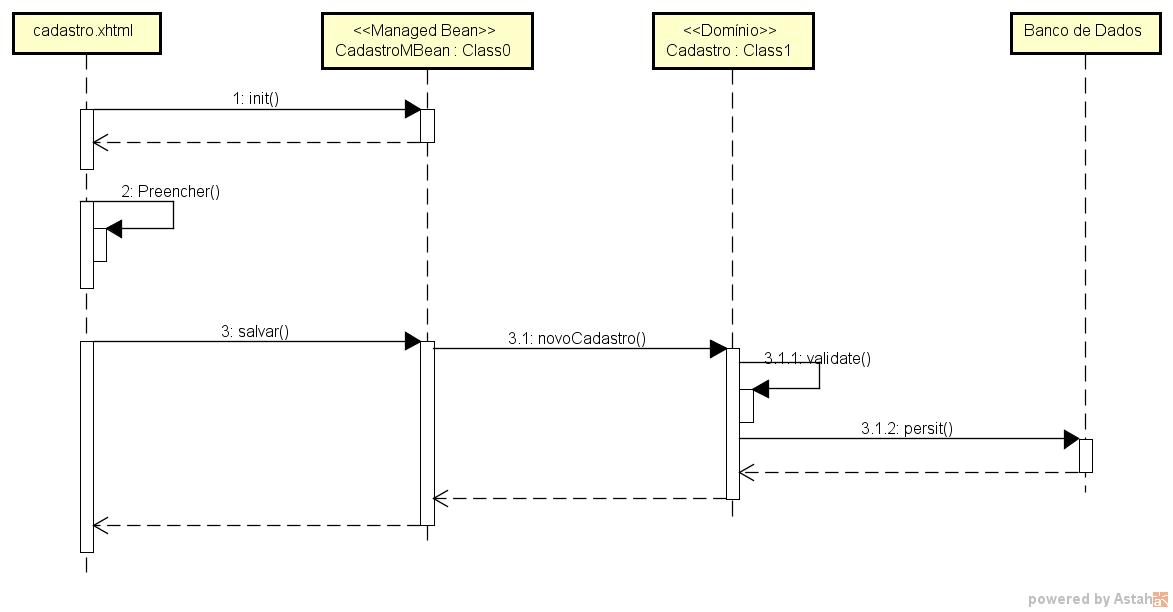 cadastro.xhtml
<<Managed Bean>>
CadastroMBean : Class0
<<Domínio>>
Cadastro : Class1
Banco de Dados
1: init()
2: Preencher()
3: salvar()
3.1: novoCadastro()
3.1.1: validate()
3.1.2: persit()
powered by Astah